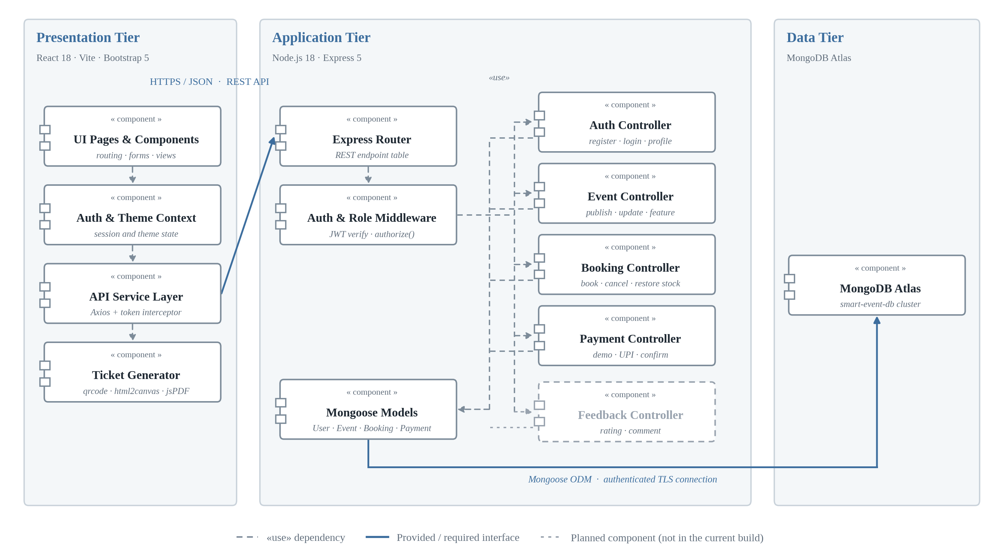 Presentation Tier
React 18 · Vite · Bootstrap 5
HTTPS / JSON · REST API
« component »
UI Pages & Components
routing · forms · views
« component »
Auth & Theme Context
session and theme state
« component »
API Service Layer
Axios + token interceptor
« component »
Ticket Generator
qrcode · html2canvas · jsPDF
Application Tier
Node.js 18 · Express 5
«use»
« component »
Express Router
REST endpoint table
« component »
Auth & Role Middleware
JWT verify · authorize()
« component »
Mongoose Models
User · Event · Booking · Payment
« component »
Auth Controller
register · login · profile
« component »
Event Controller
publish · update · feature
« component »
Booking Controller
book · cancel · restore stock
« component »
Payment Controller
demo · UPI · confirm
« component »
Feedback Controller
rating · comment
Mongoose ODM · authenticated TLS connection
Data Tier
MongoDB Atlas
« component »
MongoDB Atlas
smart-event-db cluster
«use» dependency
Provided / required interface
Planned component (not in the current build)